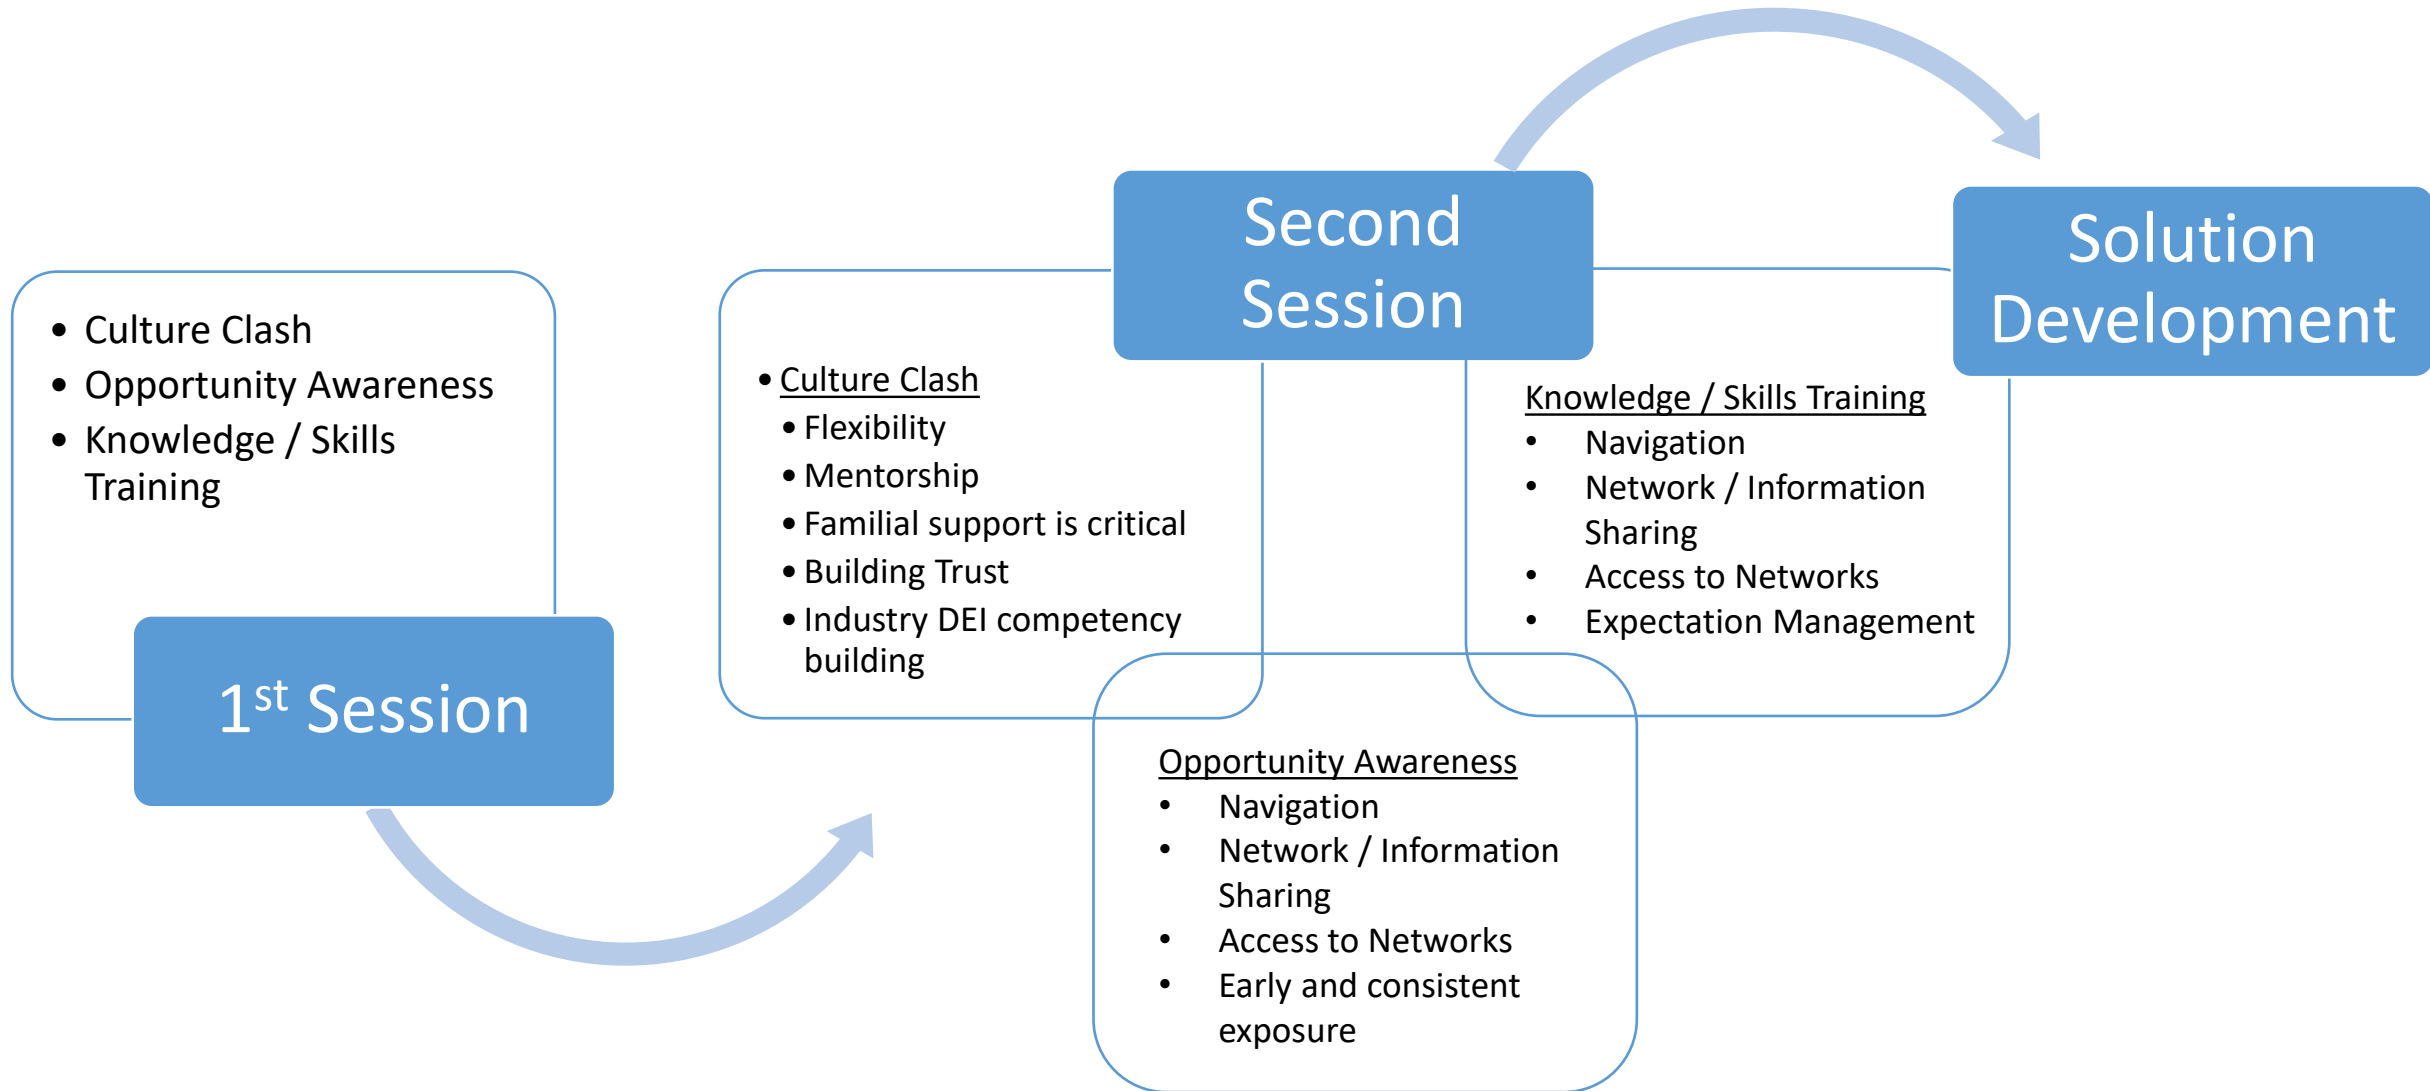 • Culture Clash
• Opportunity Awareness
• Knowledge / Skills
Training
1st Session
Second
Session
• Culture Clash
• Flexibility
• Mentorship
• Familial support is critical
• Building Trust
• Industry DEI competency
building
Opportunity Awareness
• Navigation
• Network / Information
Sharing
• Access to Networks
• Early and consistent
exposure
Knowledge / Skills Training
• Navigation
• Network / Information
Sharing
• Access to Networks
• Expectation Management
Solution
Development